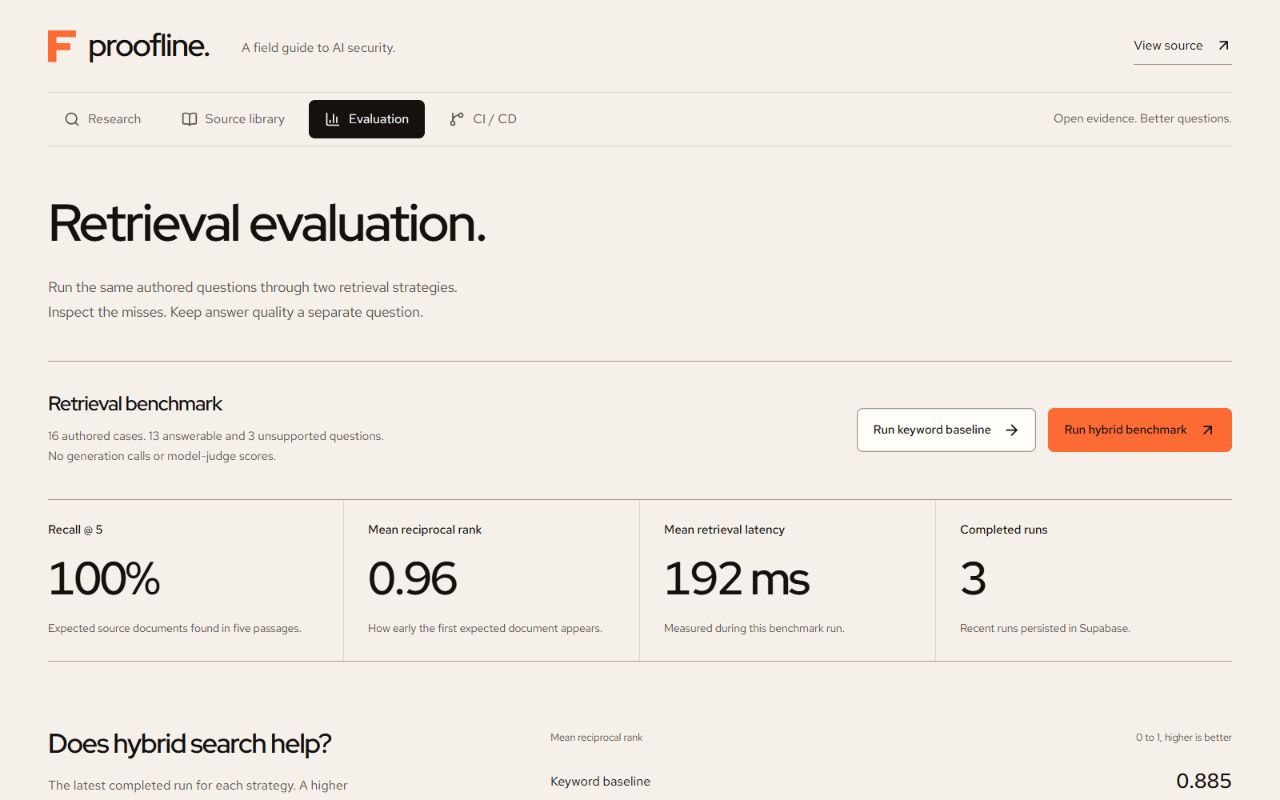 proofline.
A field guide to AI security.
View source
Research
Source library
Evaluation
CI / CD
Open evidence. Better questions.
Retrieval evaluation.
Run the same authored questions through two retrieval strategies.
Inspect the misses. Keep answer quality a separate question.
Retrieval benchmark
16 authored cases. 13 answerable and 3 unsupported questions.
No generation calls or model-judge scores.
Run keyword baseline
Run hybrid benchmark
Recall @ 5
100%
Expected source documents found in five passages.
Mean reciprocal rank
0.96
How early the first expected document appears.
Mean retrieval latency
192 ms
Measured during this benchmark run.
Completed runs
3
Recent runs persisted in Supabase.
Does hybrid search help?
The latest completed run for each strategy. A higher
Mean reciprocal rank
0 to 1, higher is better
Keyword baseline
0.885